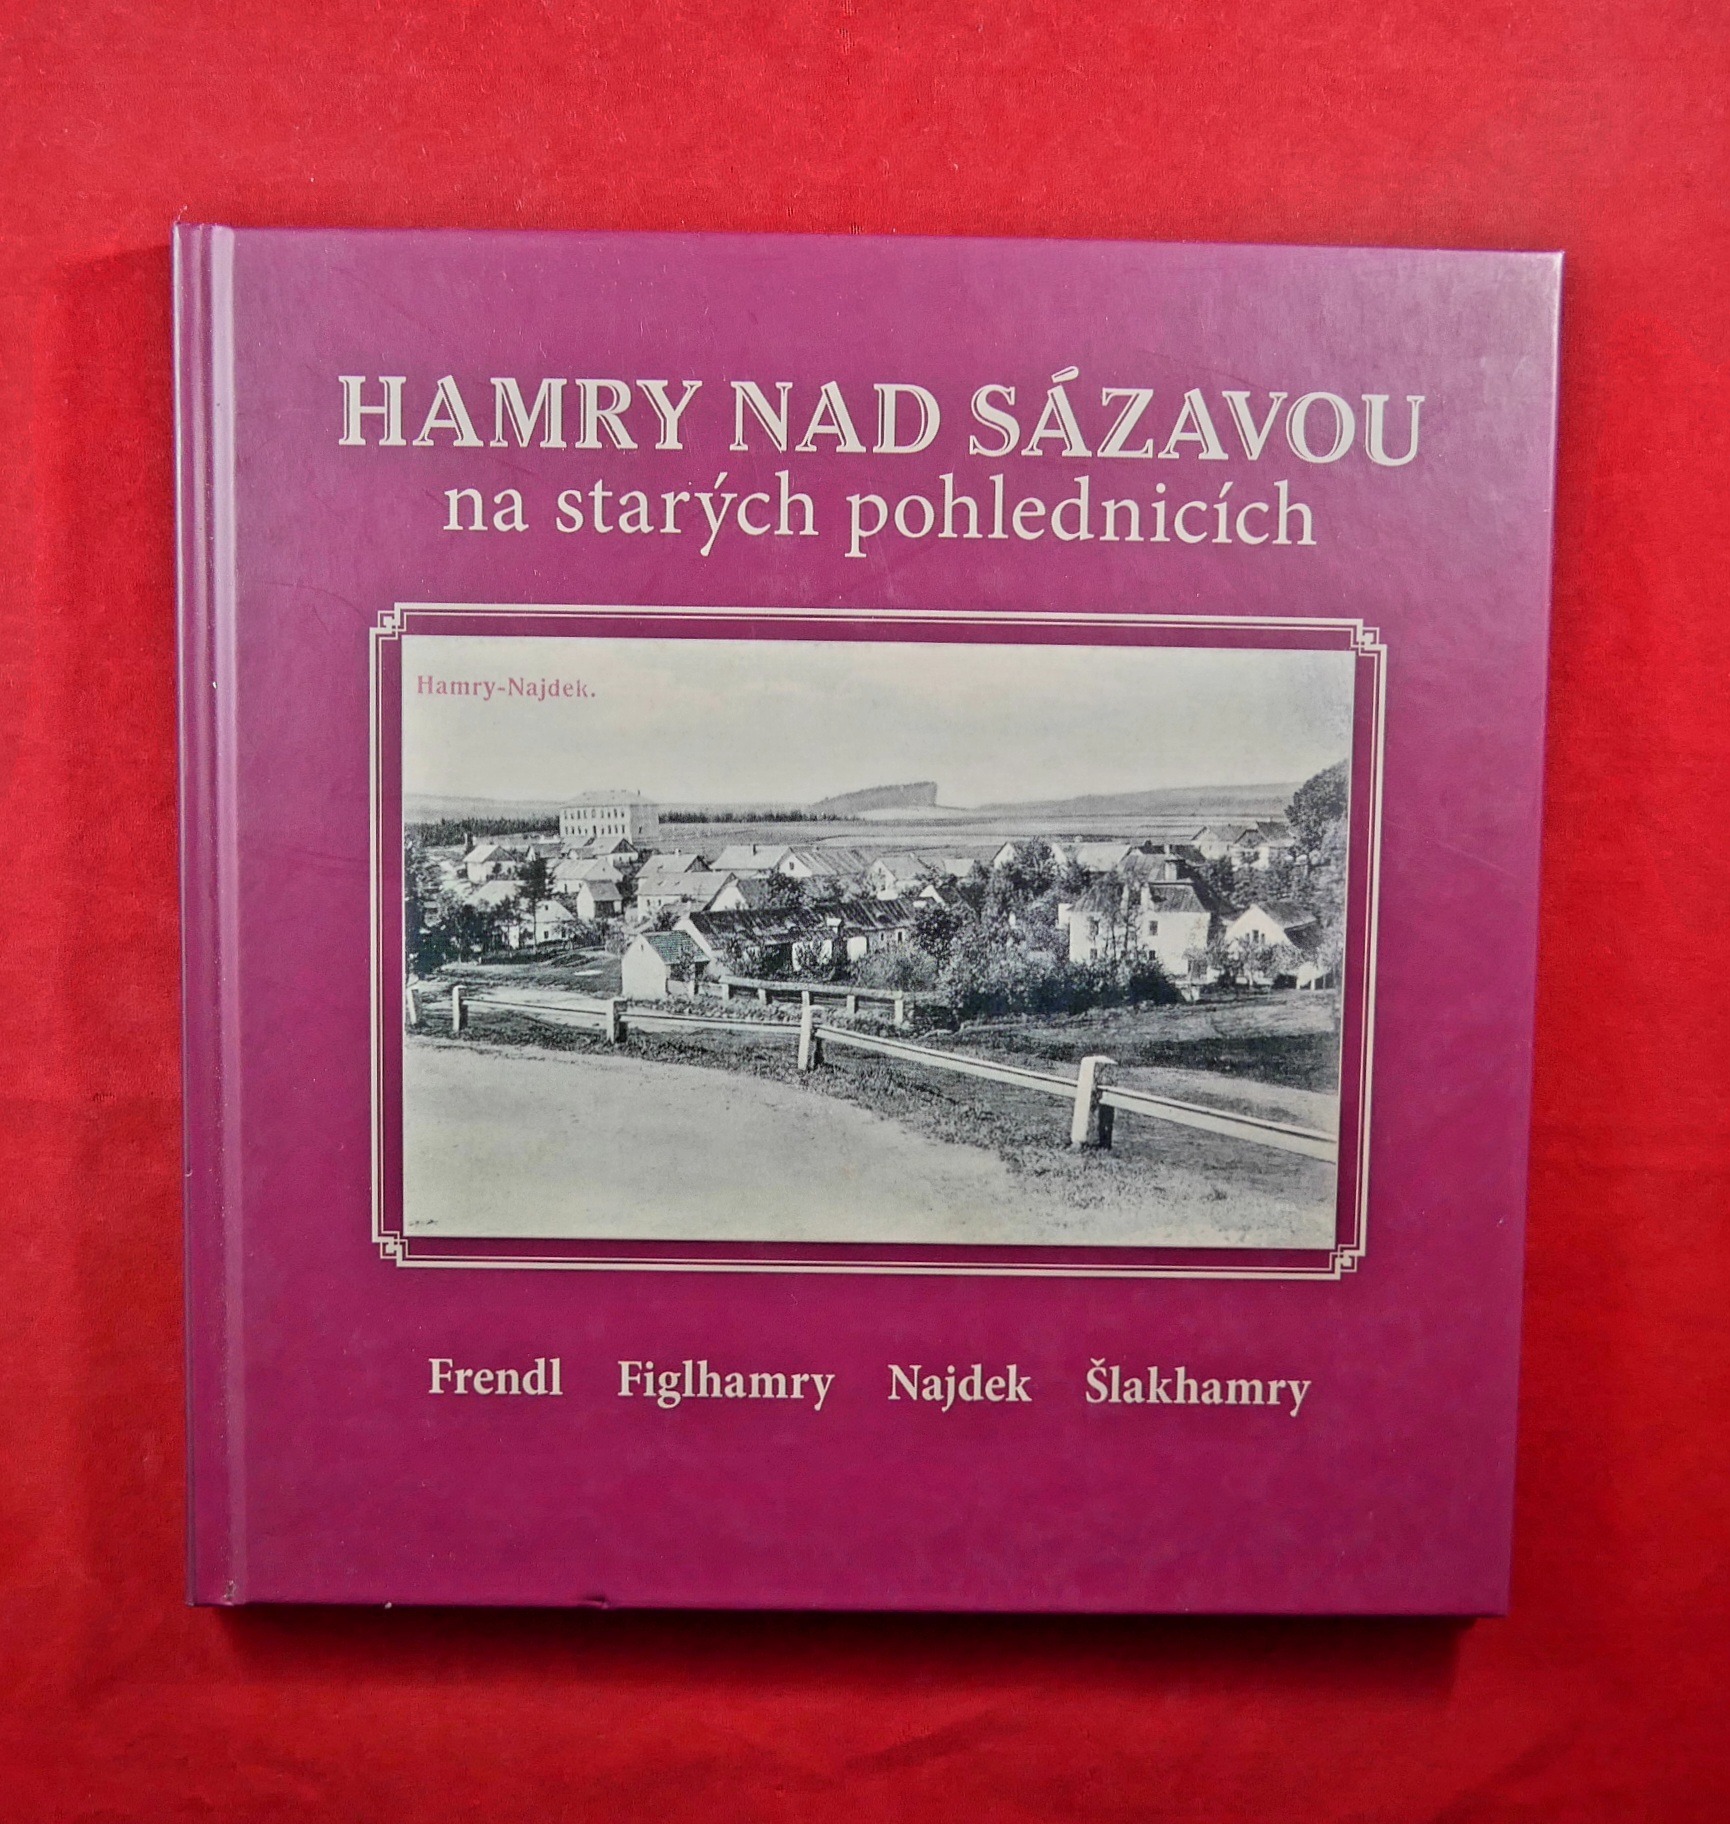 HAMRY NAD SÁZAVOU
na starých pohlednicích
Hamry-Najdek.
Frendl Figlhamry Najdek Šlakhamry